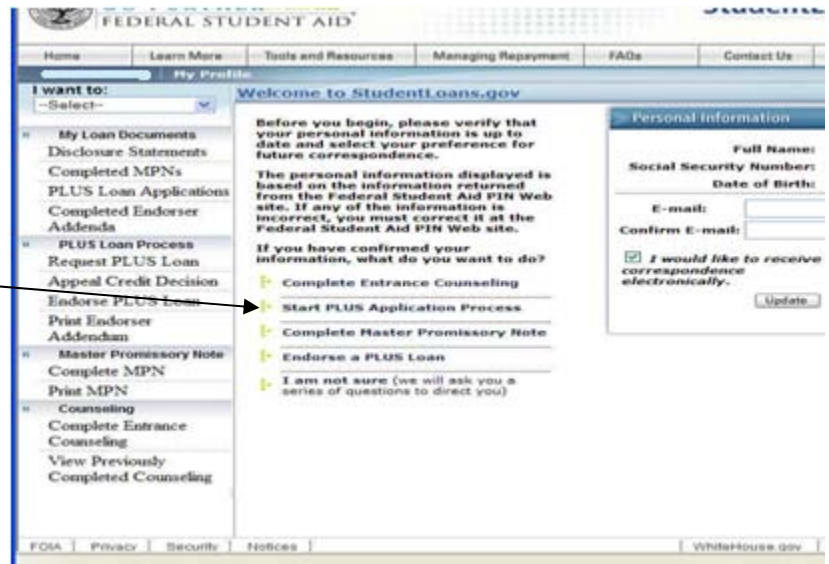 FEDERAL STUDENT AID
Home Learn More Tools and Resources Managing Repayment FAQs Contact Us
My Profile
I want to:
--Select--
My Loan Documents
Disclosure Statements
Completed MPNs
PLUS Loan Applications
Completed Endorser
Addenda
PLUS Loan Process
Request PLUS Loan
Appeal Credit Decision
Endorse PLUS Loan
Print Endorser
Addendum
Master Promissory Note
Complete MPN
Print MPN
Counseling
Complete Entrance
Counseling
View Previously
Completed Counseling
Welcome to StudentLoans.gov
Before you begin, please verify that
your personal information is up to
date and select your preference for
future correspondence.
The personal information displayed is
based on the information returned
from the Federal Student Aid PIN Web
site. If any of the information is
incorrect, you must correct it at the
Federal Student Aid PIN Web site.
If you have confirmed your
information, what do you want to do?
Complete Entrance Counseling
Start PLUS Application Process
Complete Master Promissory Note
Endorse a PLUS Loan
I am not sure (we will ask you a
series of questions to direct you)
Personal Information
Full Name:
Social Security Number:
Date of Birth:
E-mail:
Confirm E-mail:
I would like to receive
correspondence
electronically.
Update
FOIA | Privacy | Security | Notices | WhiteHouse.gov |